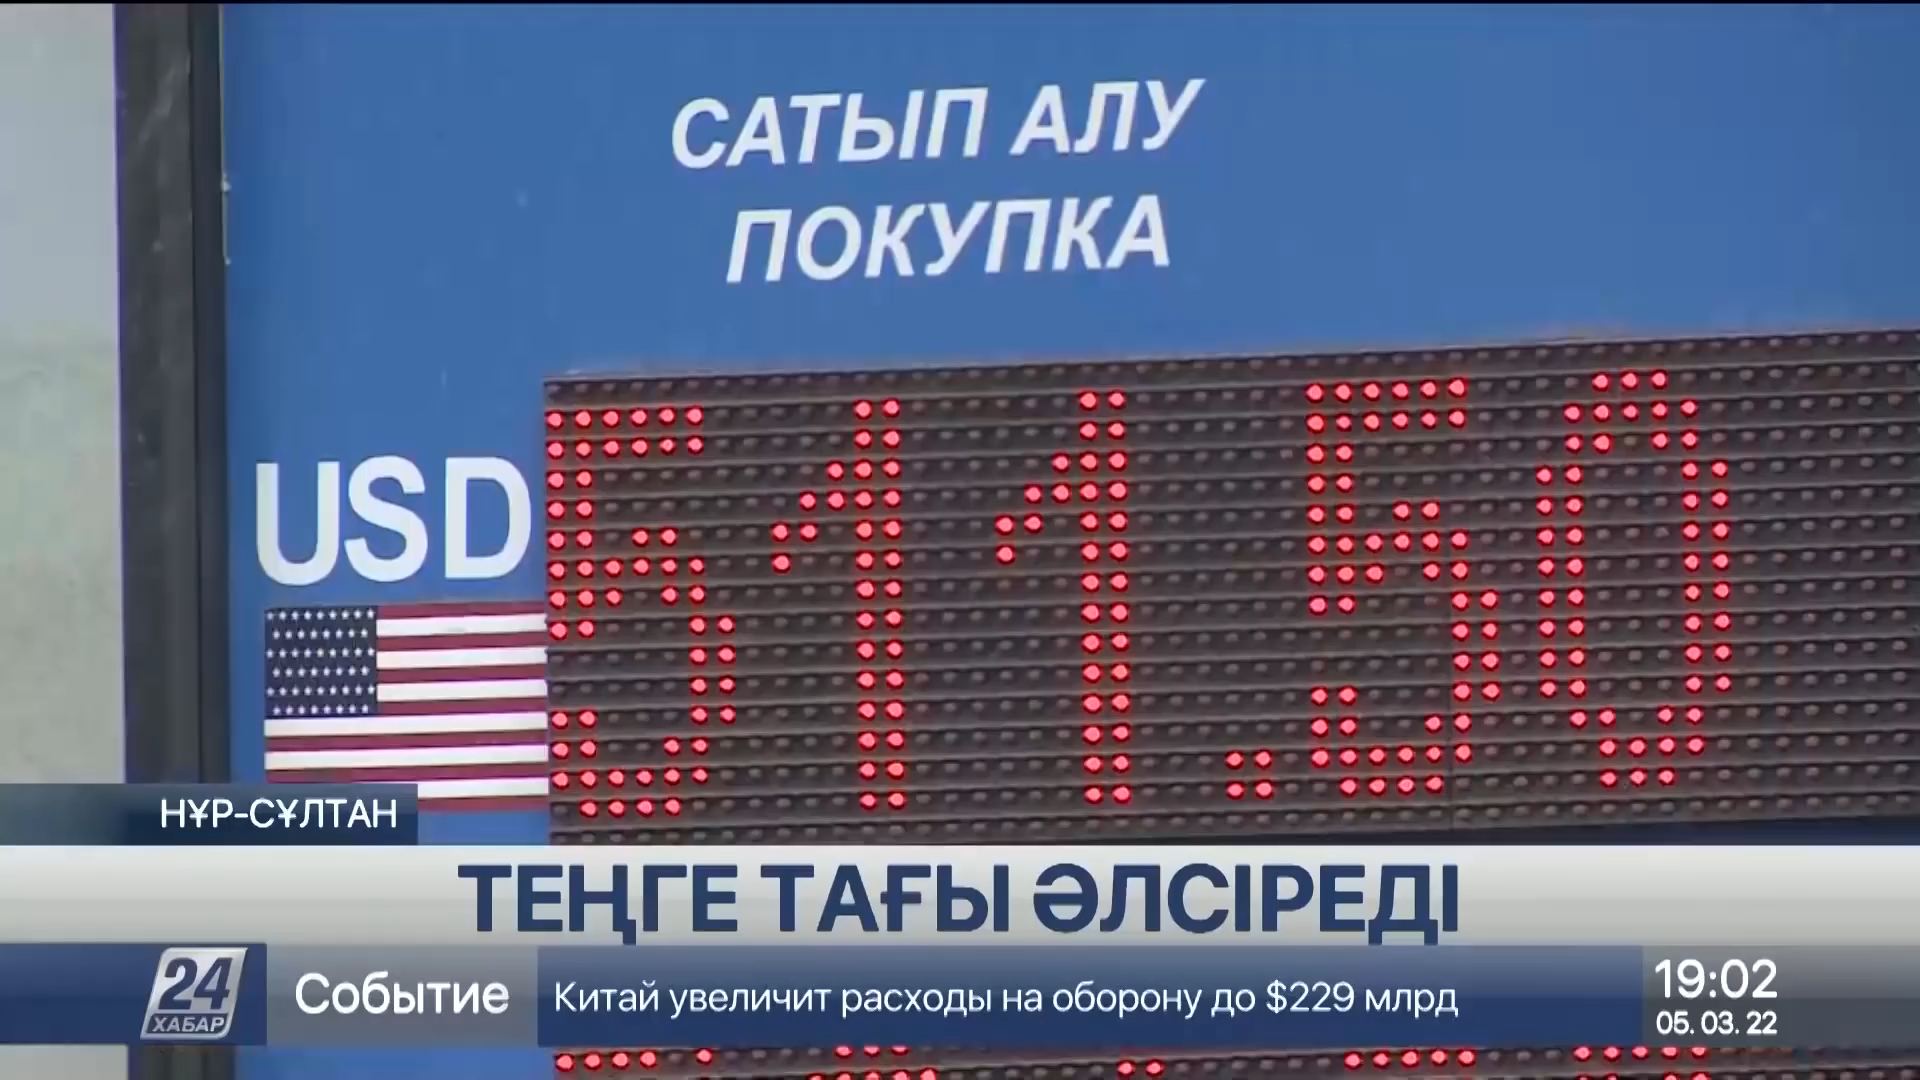 САТЫП АЛУ
ПОКУПКА
USD
511.50
НҰР-СҰЛТАН
ТЕҢГЕ ТАҒЫ ӘЛСІРЕДІ
24
ХАБАР
Событие
Китай увеличит расходы на оборону до $229 млрд
19:02
05. 03. 22